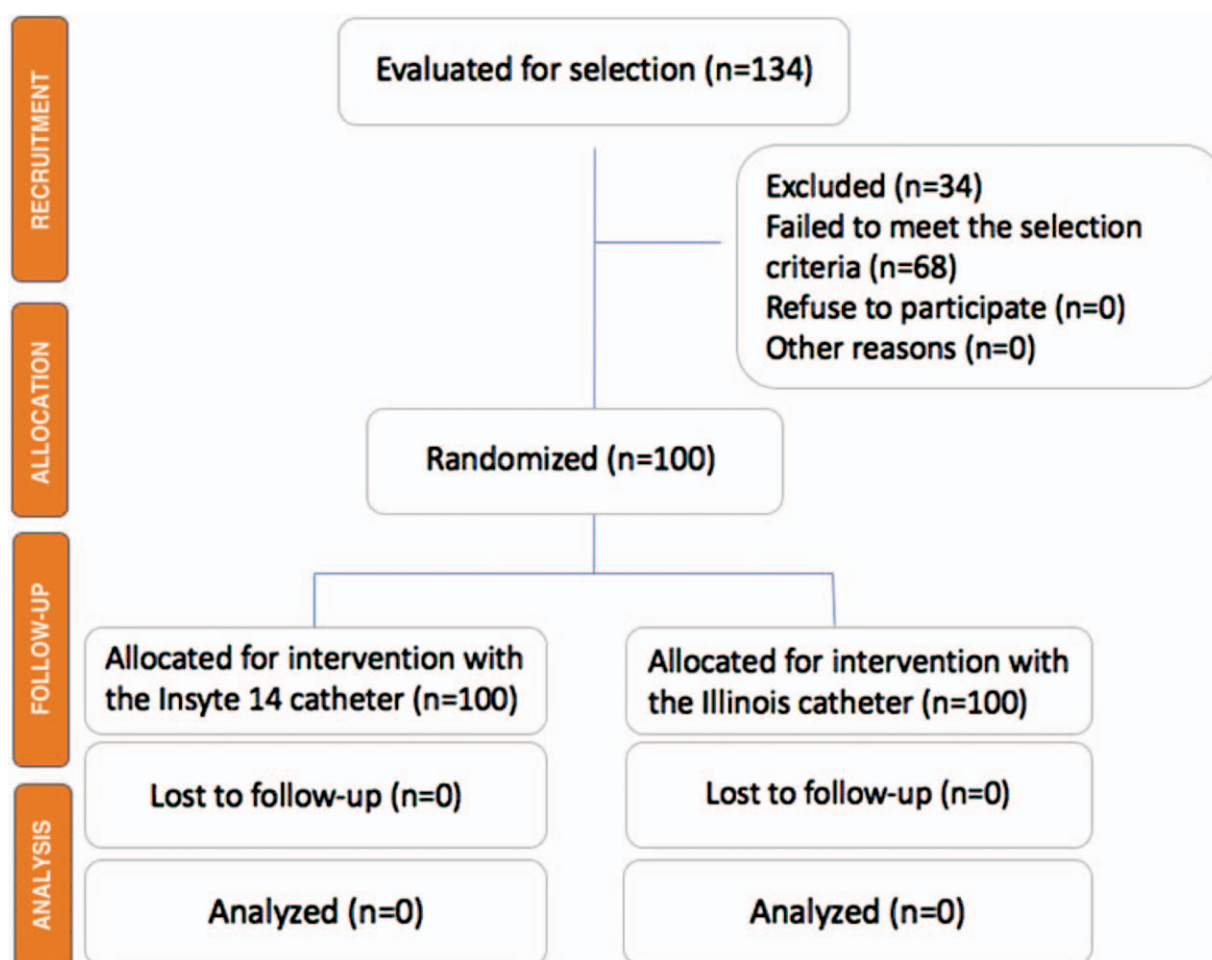 RECRUITMENT
Evaluated for selection (n=134)
Excluded (n=34)
Failed to meet the selection
criteria (n=68)
Refuse to participate (n=0)
Other reasons (n=0)
ALLOCATION
Randomized (n=100)
FOLLOW-UP
Allocated for intervention with
the Insyte 14 catheter (n=100)
Allocated for intervention with
the Illinois catheter (n=100)
Lost to follow-up (n=0)
Lost to follow-up (n=0)
ANALYSIS
Analyzed (n=0)
Analyzed (n=0)